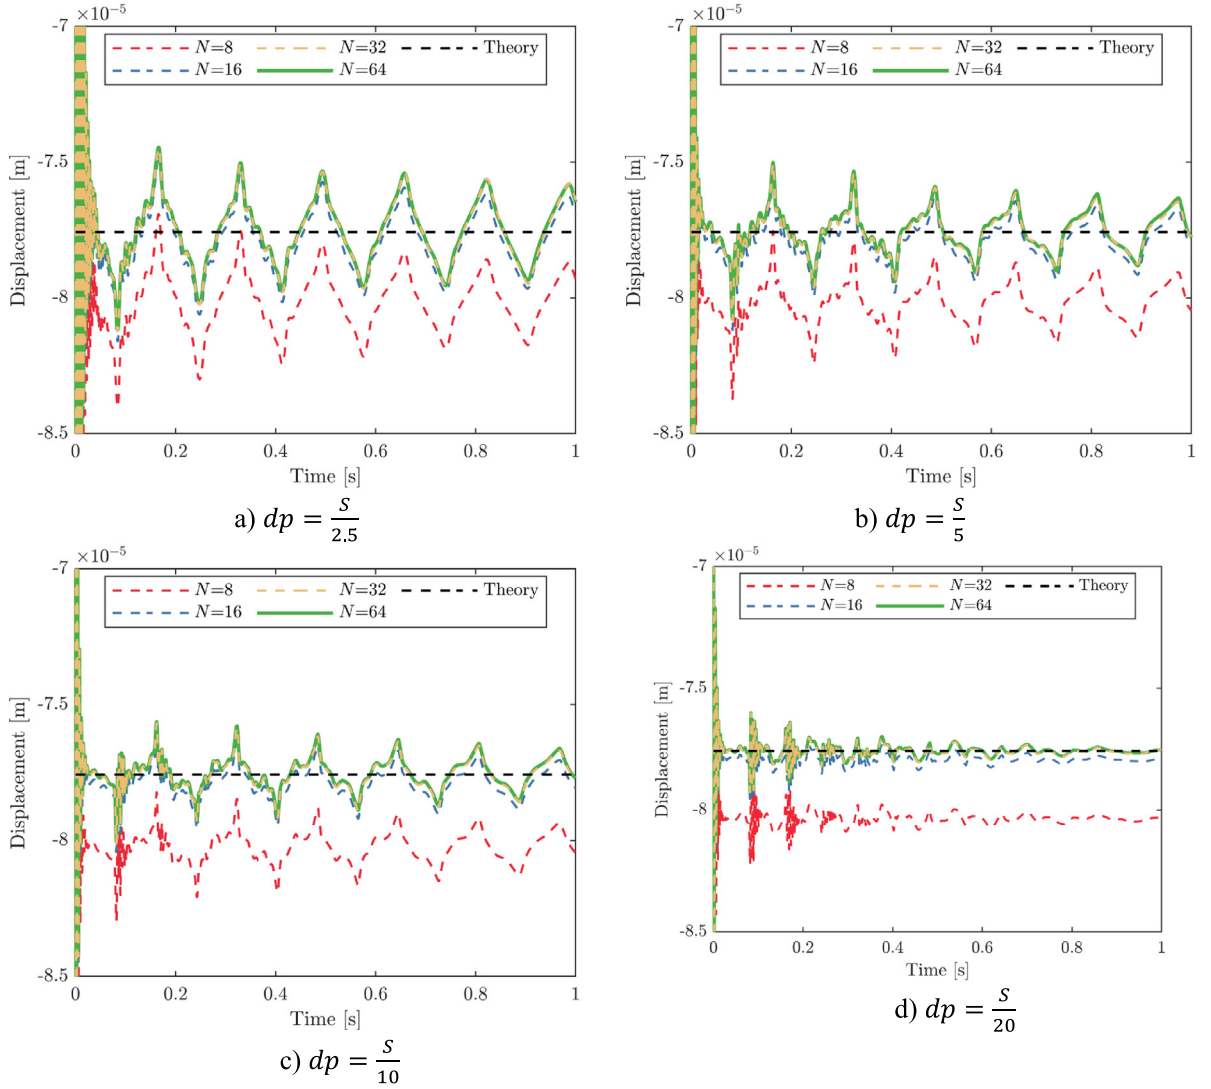 ×10⁻⁵
-7
-7.5
-8
-8.5
Displacement [m]
N=8 N=32 Theory
N=16 N=64
0 0.2 0.4 0.6 0.8 1
Time [s]
a) dp = S/2.5
×10⁻⁵
-7
-7.5
-8
-8.5
Displacement [m]
N=8 N=32 Theory
N=16 N=64
0 0.2 0.4 0.6 0.8 1
Time [s]
b) dp = S/5
×10⁻⁵
-7
-7.5
-8
-8.5
Displacement [m]
N=8 N=32 Theory
N=16 N=64
0 0.2 0.4 0.6 0.8 1
Time [s]
c) dp = S/10
×10⁻⁵
-7
-7.5
-8
-8.5
Displacement [m]
N=8 N=32 Theory
N=16 N=64
0 0.2 0.4 0.6 0.8 1
Time [s]
d) dp = S/20